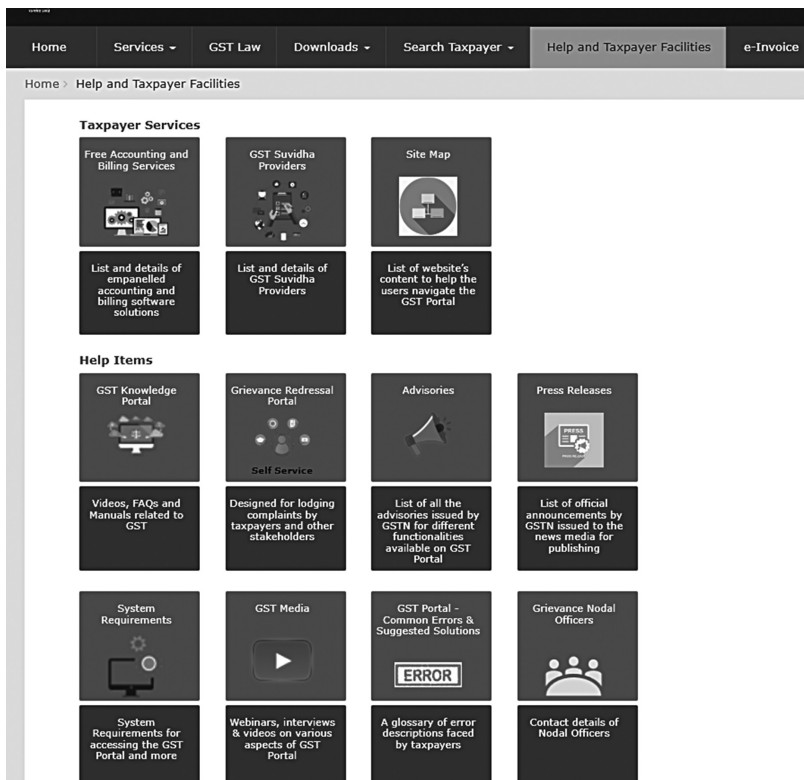 Home Services GST Law Downloads Search Taxpayer Help and Taxpayer Facilities e-Invoice
Home > Help and Taxpayer Facilities
Taxpayer Services
Free Accounting and
Billing Services
List and details of
empanelled
accounting and
billing software
solutions
GST Suvidha
Providers
List and details of
GST Suvidha
Providers
Site Map
List of website's
content to help the
users navigate the
GST Portal
Help Items
GST Knowledge
Portal
Videos, FAQs and
Manuals related to
GST
Grievance Redressal
Portal
Self Service
Designed for lodging
complaints by
taxpayers and other
stakeholders
Advisories
List of all the
advisories issued by
GSTN for different
functionalities
available on GST
Portal
Press Releases
PRESS
List of official
announcements by
GSTN issued to the
news media for
publishing
System
Requirements
System
Requirements for
accessing the GST
Portal and more
GST Media
Webinars, interviews
& videos on various
aspects of GST
Portal
GST Portal -
Common Errors &
Suggested Solutions
ERROR
A glossary of error
descriptions faced
by taxpayers
Grievance Nodal
Officers
Contact details of
Nodal Officers